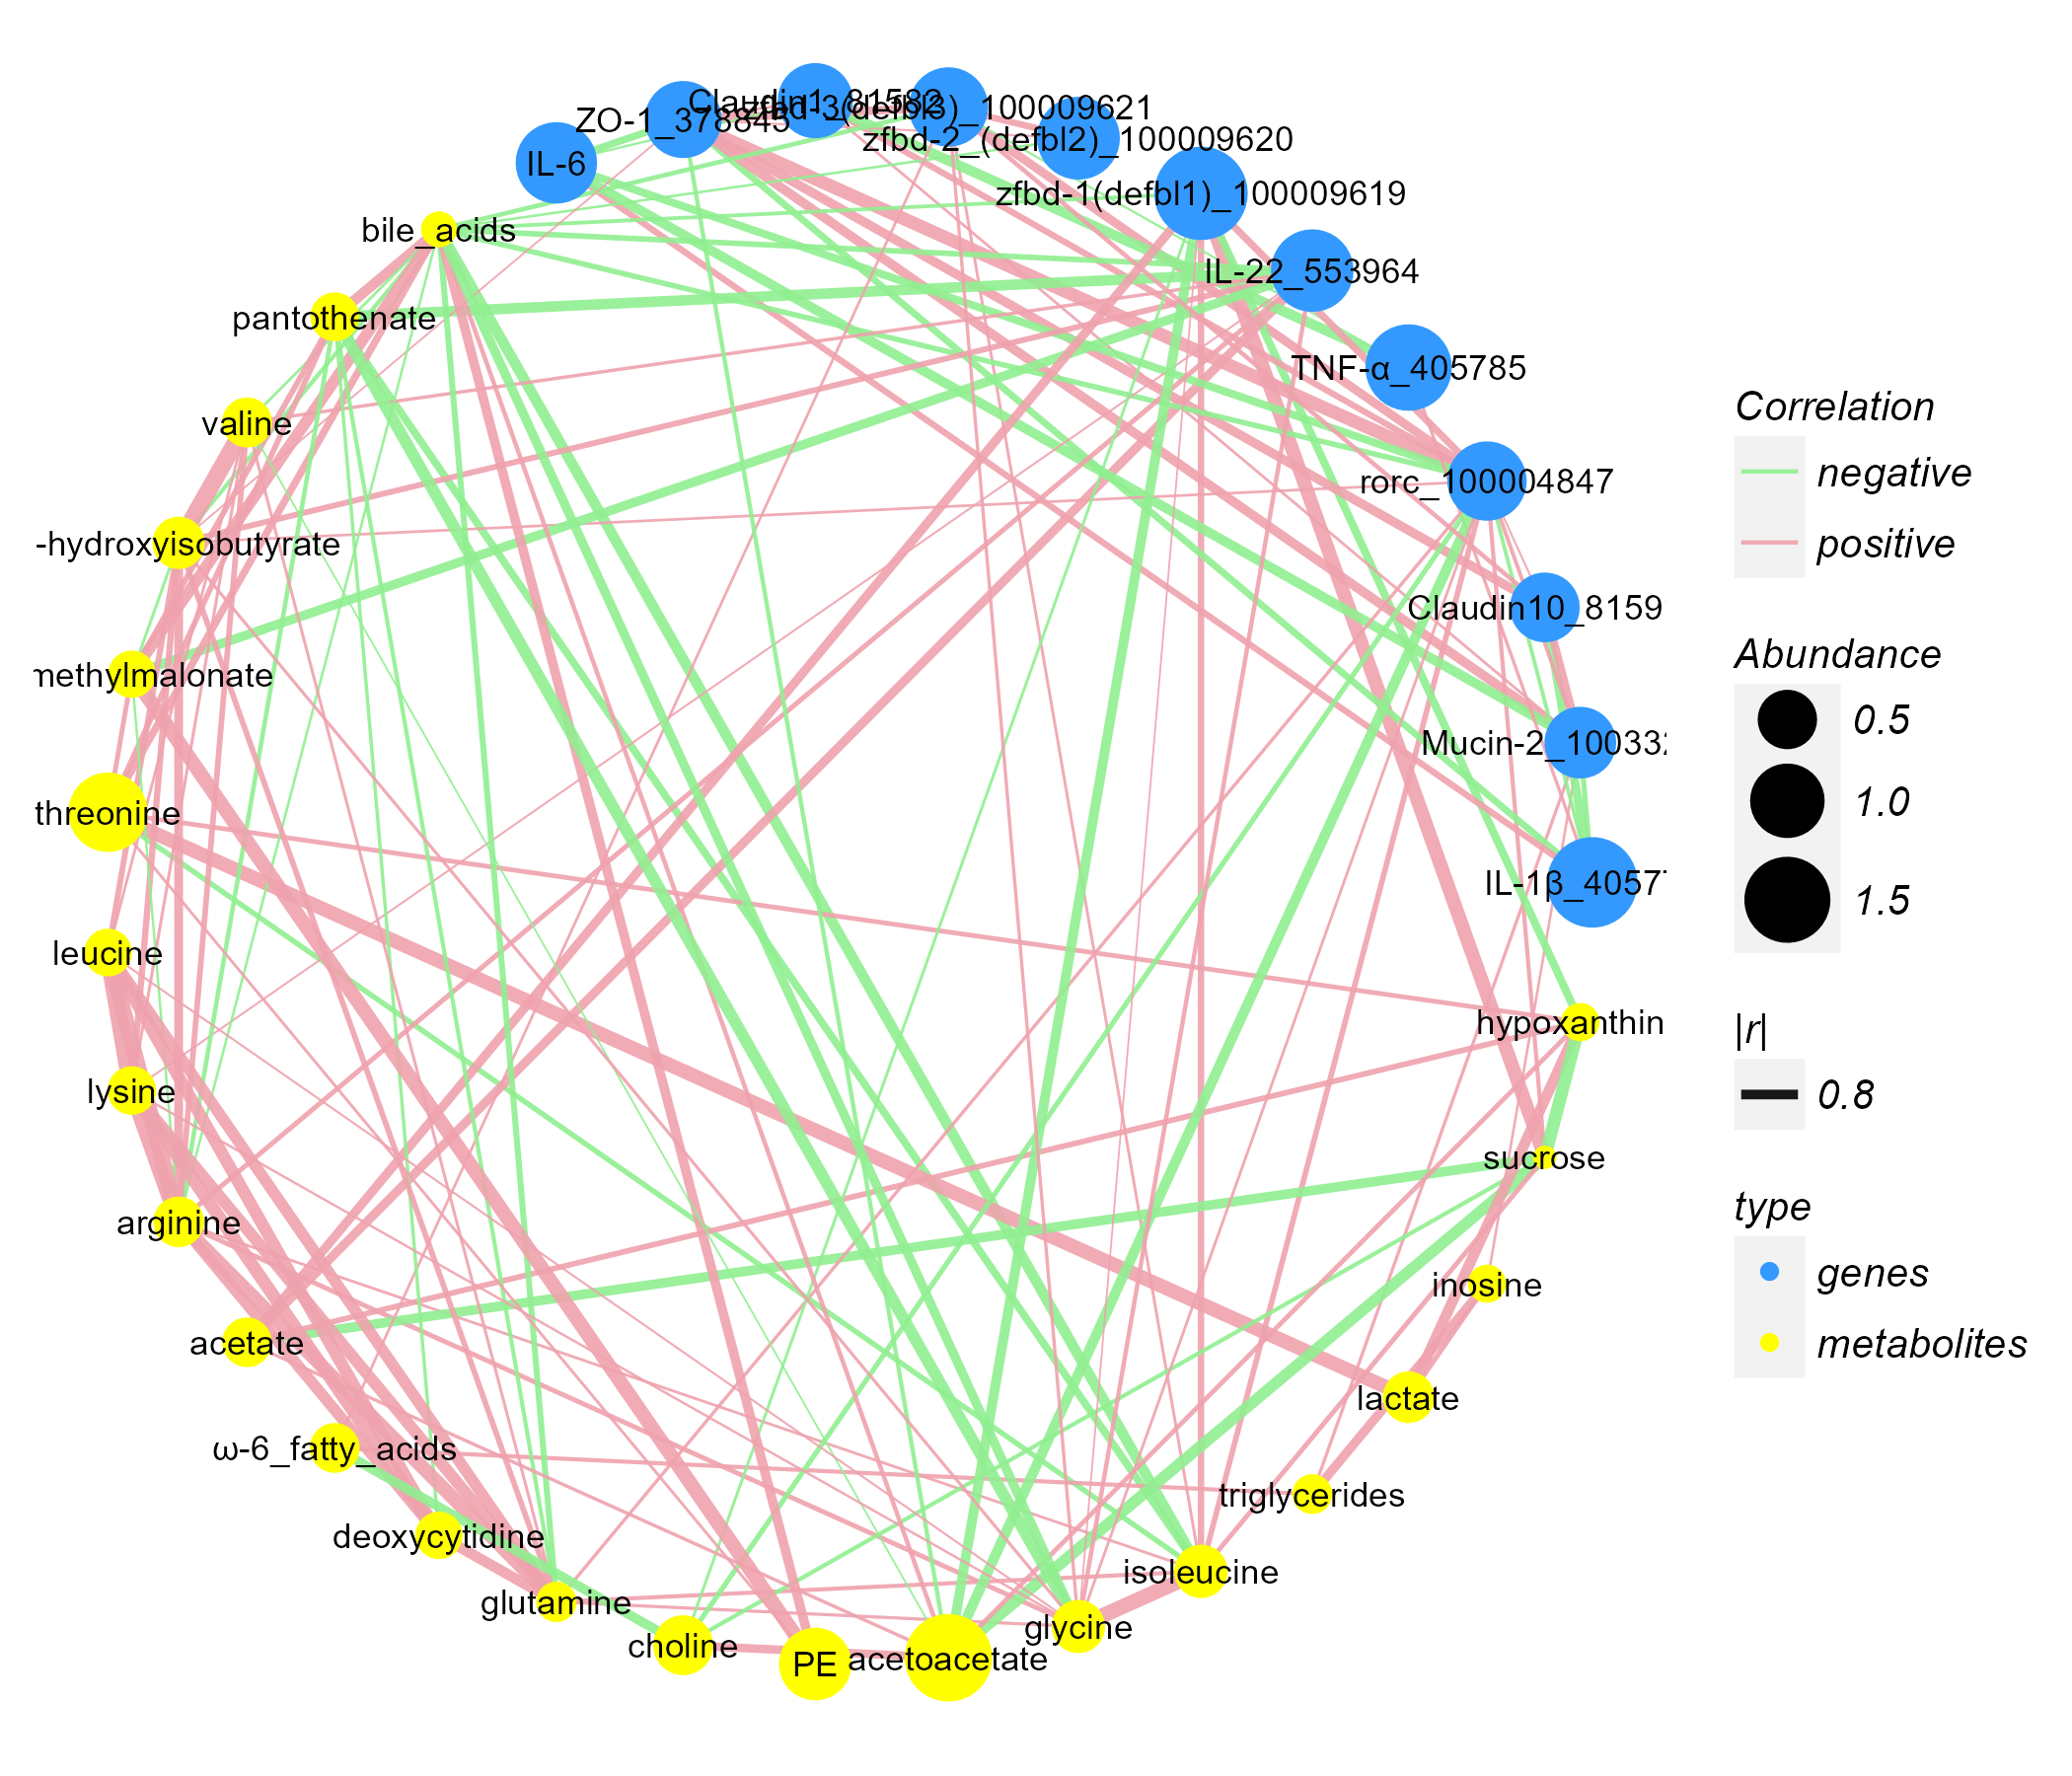 Claudin1_81582
zfbd-3(defbl3)_100009621
ZO-1_378845
zfbd-2_(defbl2)_100009620
IL-6
zfbd-1(defbl1)_100009619
bile_acids
IL-22_553964
pantothenate
TNF-α_405785
valine
rorc_100004847
-hydroxyisobutyrate
Claudin10_8159
methylmalonate
Mucin-2_100332
threonine
IL-1β_40577
leucine
hypoxanthin
lysine
sucrose
arginine
inosine
acetate
lactate
ω-6_fatty_acids
triglycerides
deoxycytidine
isoleucine
glutamine
glycine
choline
PE
acetoacetate
Correlation
negative
positive
Abundance
0.5
1.0
1.5
|r|
0.8
type
genes
metabolites